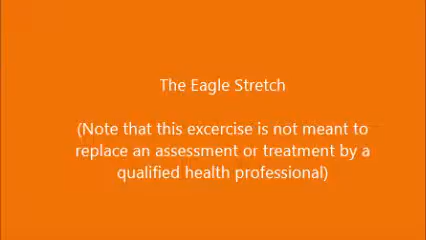 The Eagle Stretch
(Note that this excercise is not meant to
replace an assessment or treatment by a
qualified health professional)